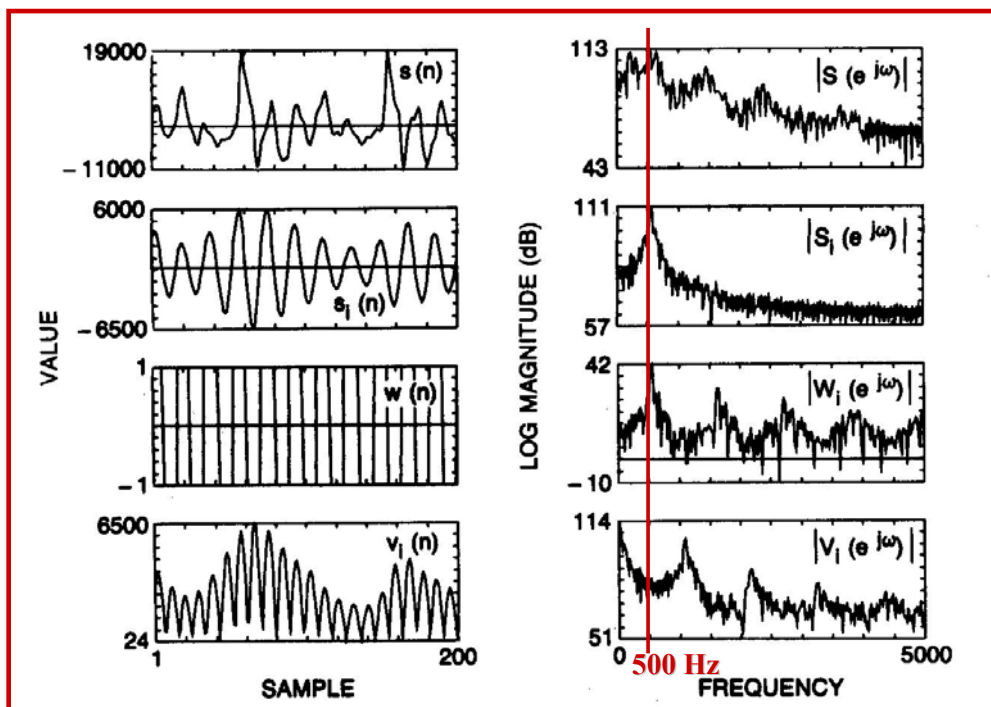 19000
s (n)
−11000
6000
s_i (n)
−6500
1
w (n)
−1
6500
v_i (n)
24
1
200
VALUE
SAMPLE
113
|S (e^{jω})|
43
111
|S_i (e^{jω})|
57
42
|W_i (e^{jω})|
−10
114
|V_i (e^{jω})|
51
0
500 Hz
5000
LOG MAGNITUDE (dB)
FREQUENCY